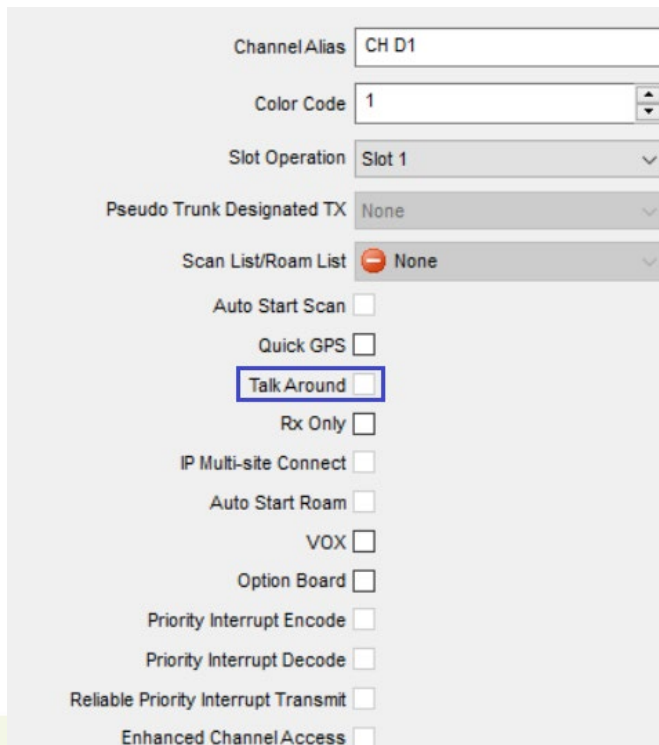 Channel Alias CH D1
Color Code 1
Slot Operation Slot 1
Pseudo Trunk Designated TX None
Scan List/Roam List None
Auto Start Scan
Quick GPS
Talk Around
Rx Only
IP Multi-site Connect
Auto Start Roam
VOX
Option Board
Priority Interrupt Encode
Priority Interrupt Decode
Reliable Priority Interrupt Transmit
Enhanced Channel Access